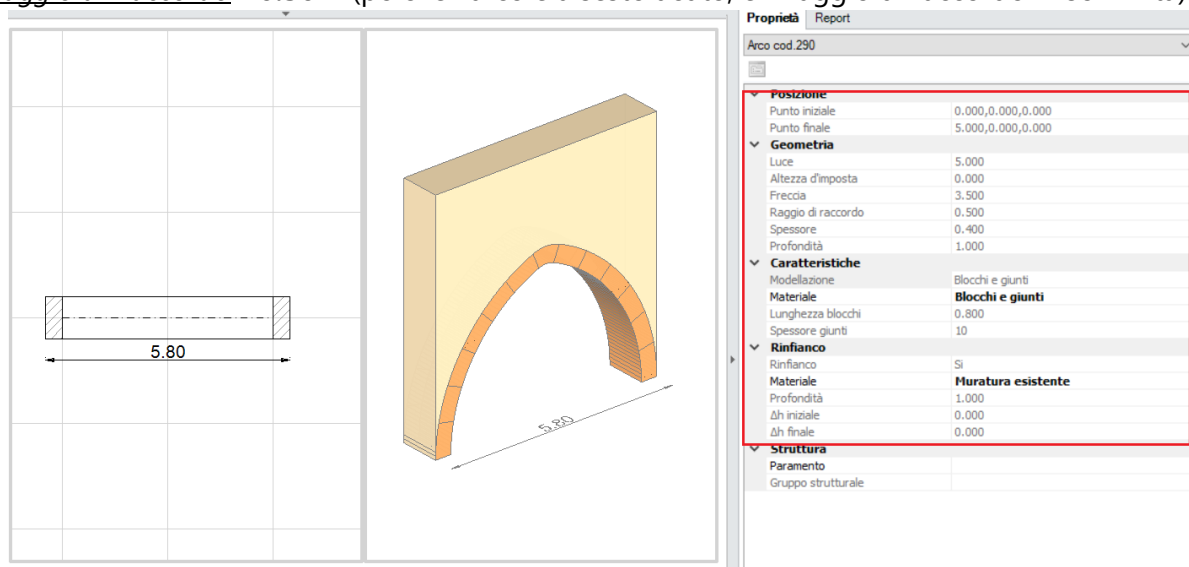 Proprietà Report
Arco cod.290
Posizione
Punto iniziale 0.000,0.000,0.000
Punto finale 5.000,0.000,0.000
Geometria
Luce 5.000
Altezza d'imposta 0.000
Freccia 3.500
Raggio di raccordo 0.500
Spessore 0.400
Profondità 1.000
Caratteristiche
Modellazione Blocchi e giunti
Materiale Blocchi e giunti
Lunghezza blocchi 0.800
Spessore giunti 10
Rinfianco
Rinfianco Si
Materiale Muratura esistente
Profondità 1.000
Δh iniziale 0.000
Δh finale 0.000
Struttura
Paramento
Gruppo strutturale
5.80
5.80